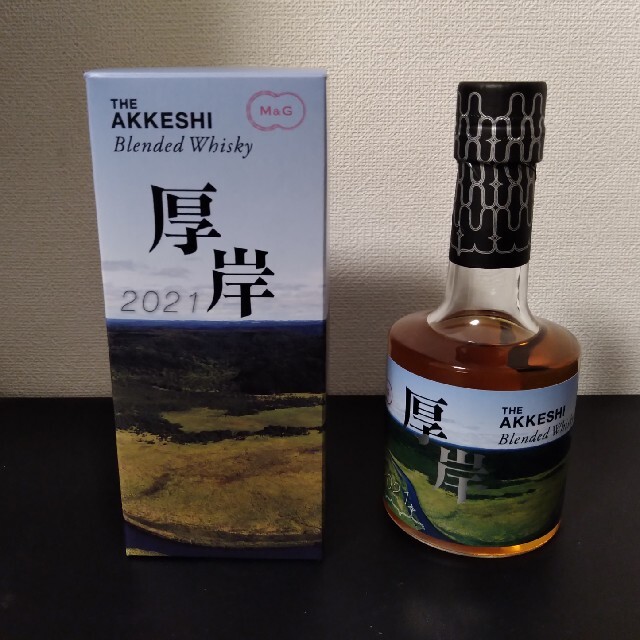 THE
AKKESHI
Blended Whisky
M&G
厚岸
2021
厚岸
THE
AKKESHI
Blended Whis